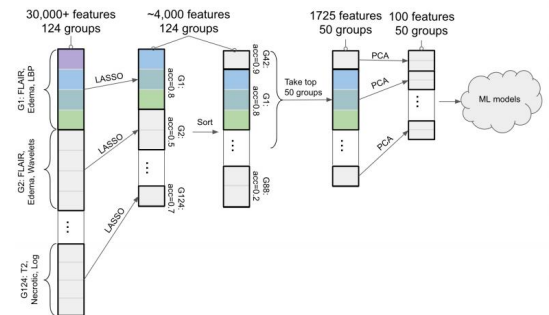 30,000+ features
124 groups
~4,000 features
124 groups
1725 features
50 groups
100 features
50 groups
G1: FLAIR,
Edema, LBP
G2: FLAIR,
Edema, Wavelets
G124: T2,
Necrotic, Log
LASSO
LASSO
LASSO
G1:
acc=0.8
G2:
acc=0.5
G124:
acc=0.7
Sort
G42:
acc=0.9
G1:
acc=0.8
G88:
acc=0.2
Take top
50 groups
PCA
PCA
PCA
ML models